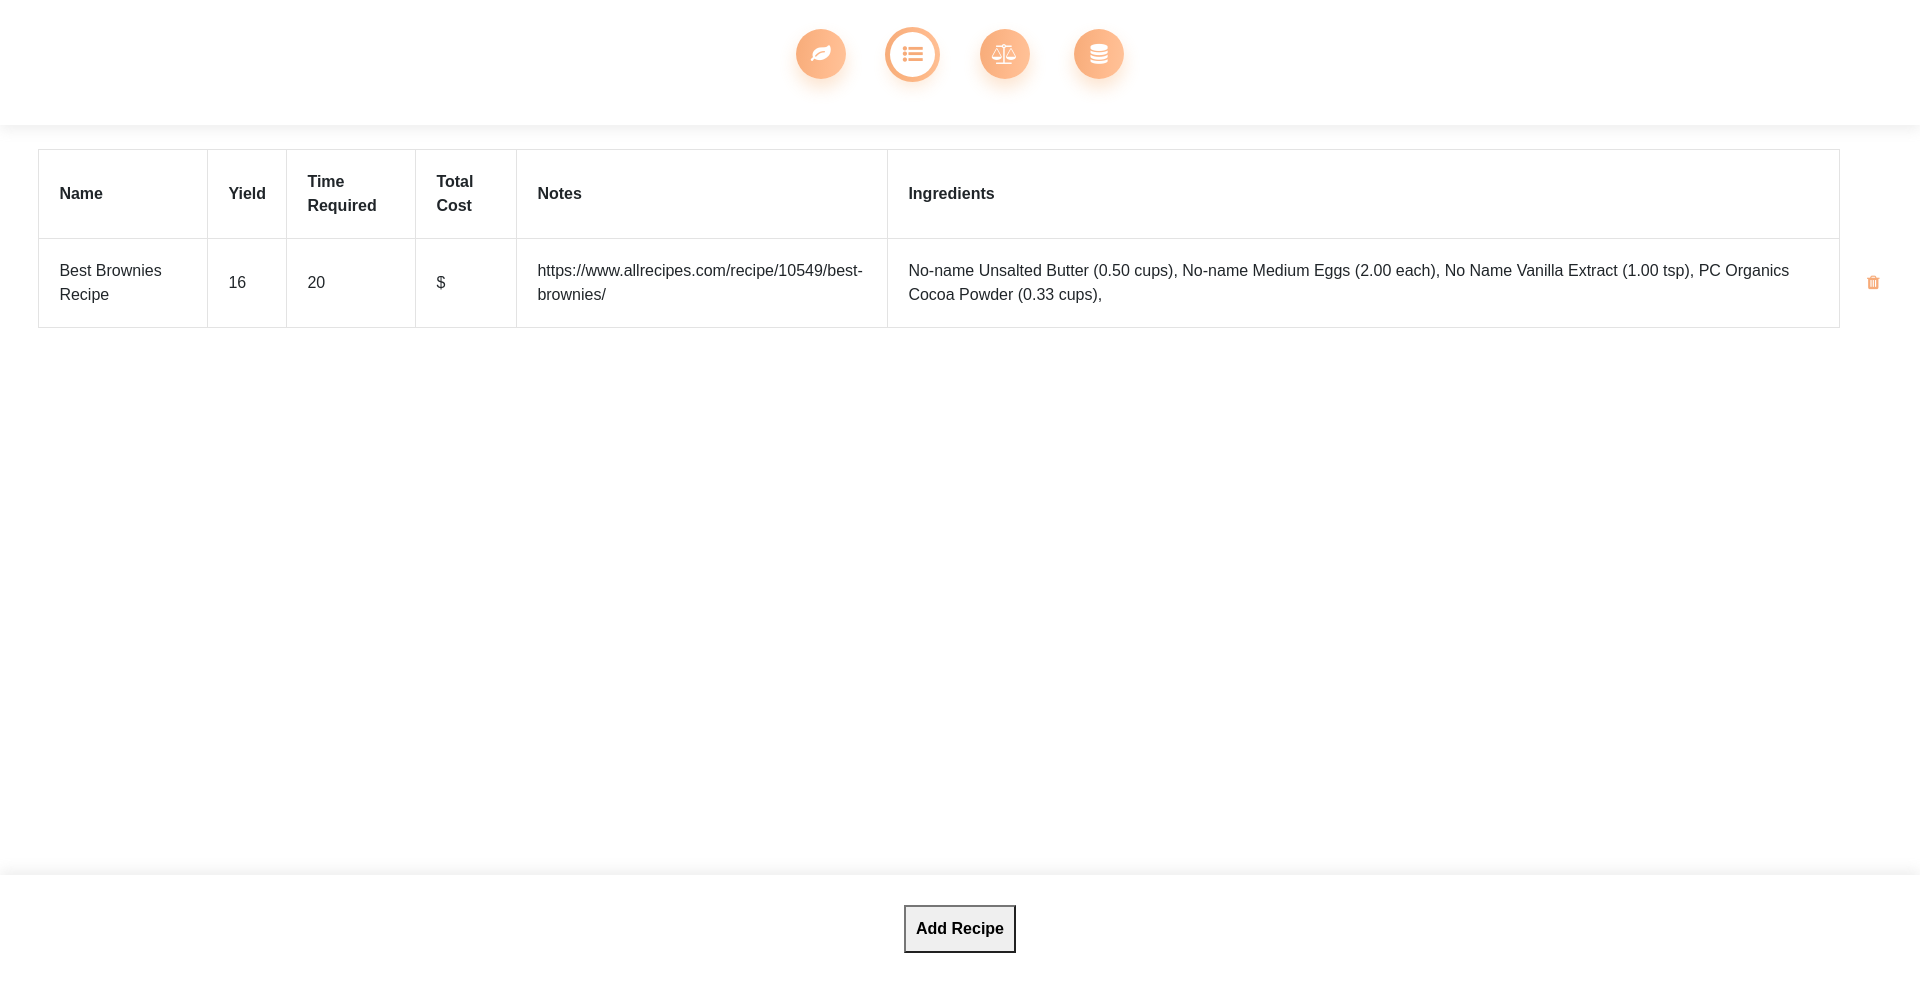 Name
Yield
Time
Required
Total
Cost
Notes
Ingredients
Best Brownies
Recipe
16
20
$
https://www.allrecipes.com/recipe/10549/best-
brownies/
No-name Unsalted Butter (0.50 cups), No-name Medium Eggs (2.00 each), No Name Vanilla Extract (1.00 tsp), PC Organics
Cocoa Powder (0.33 cups),
Add Recipe